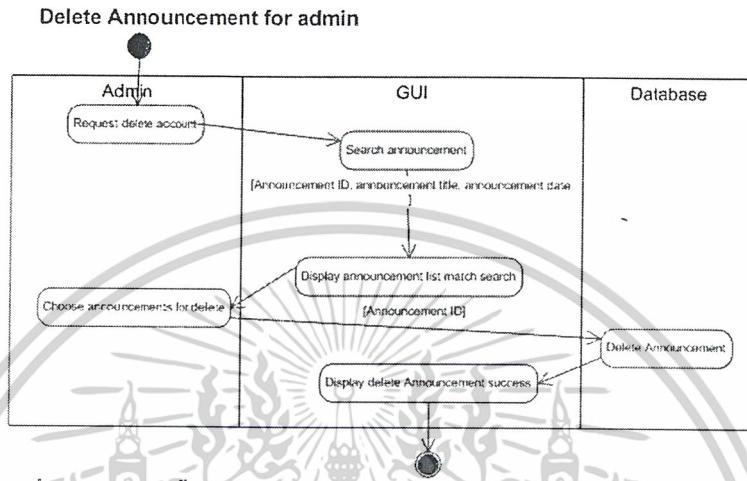 Delete Announcement for admin
Admin
GUI
Database
Request delete account
Search announcement
[Announcement ID, announcement title, announcement date
]
Display announcement list match search
Choose announcements for delete
[Announcement ID]
Delete Announcement
Display delete Announcement success